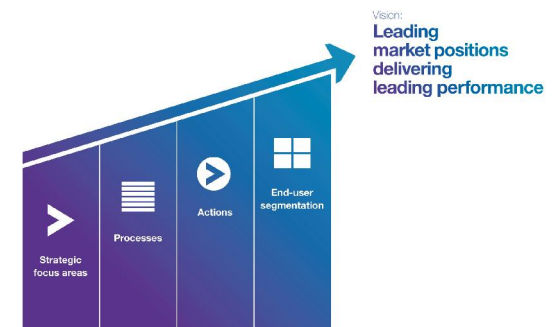 Vision:
Leading
market positions
delivering
leading performance
End-user
segmentation
Actions
Processes
Strategic
focus areas